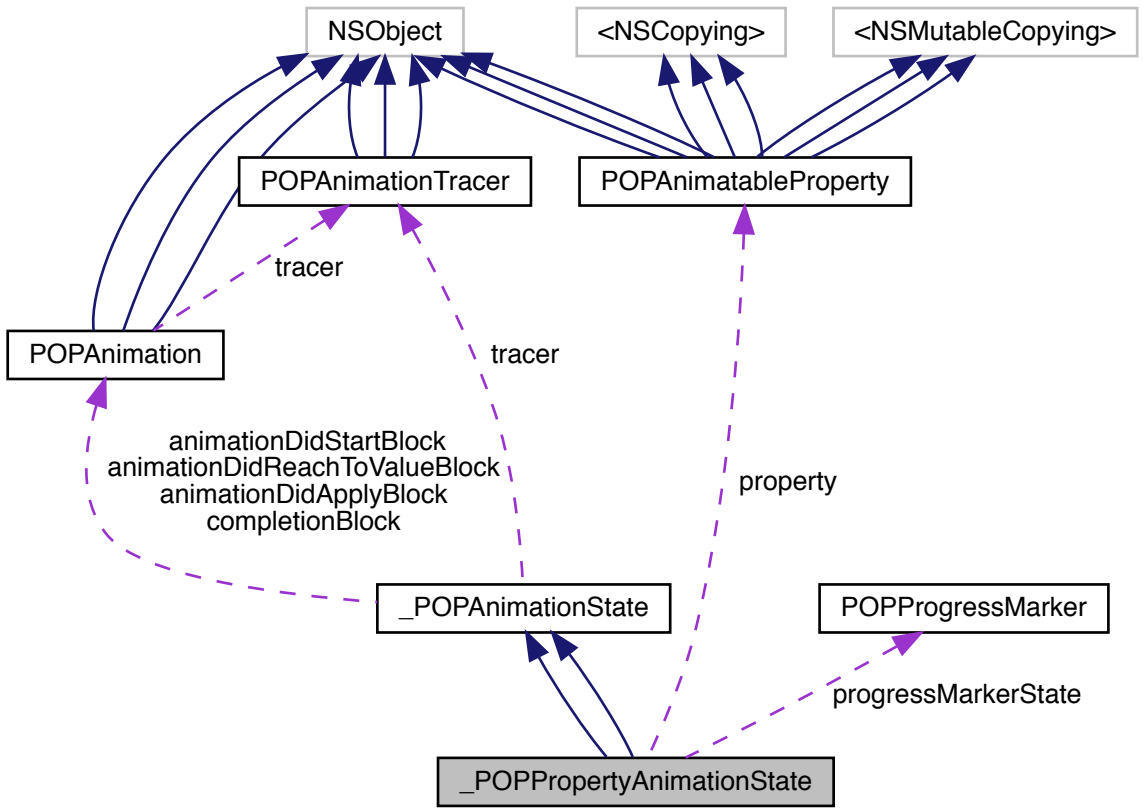 NSObject
<NSCopying>
<NSMutableCopying>
POPAnimationTracer
POPAnimatableProperty
tracer
POPAnimation
tracer
animationDidStartBlock
animationDidReachToValueBlock
animationDidApplyBlock
completionBlock
property
_POPAnimationState
POPProgressMarker
progressMarkerState
_POPPropertyAnimationState